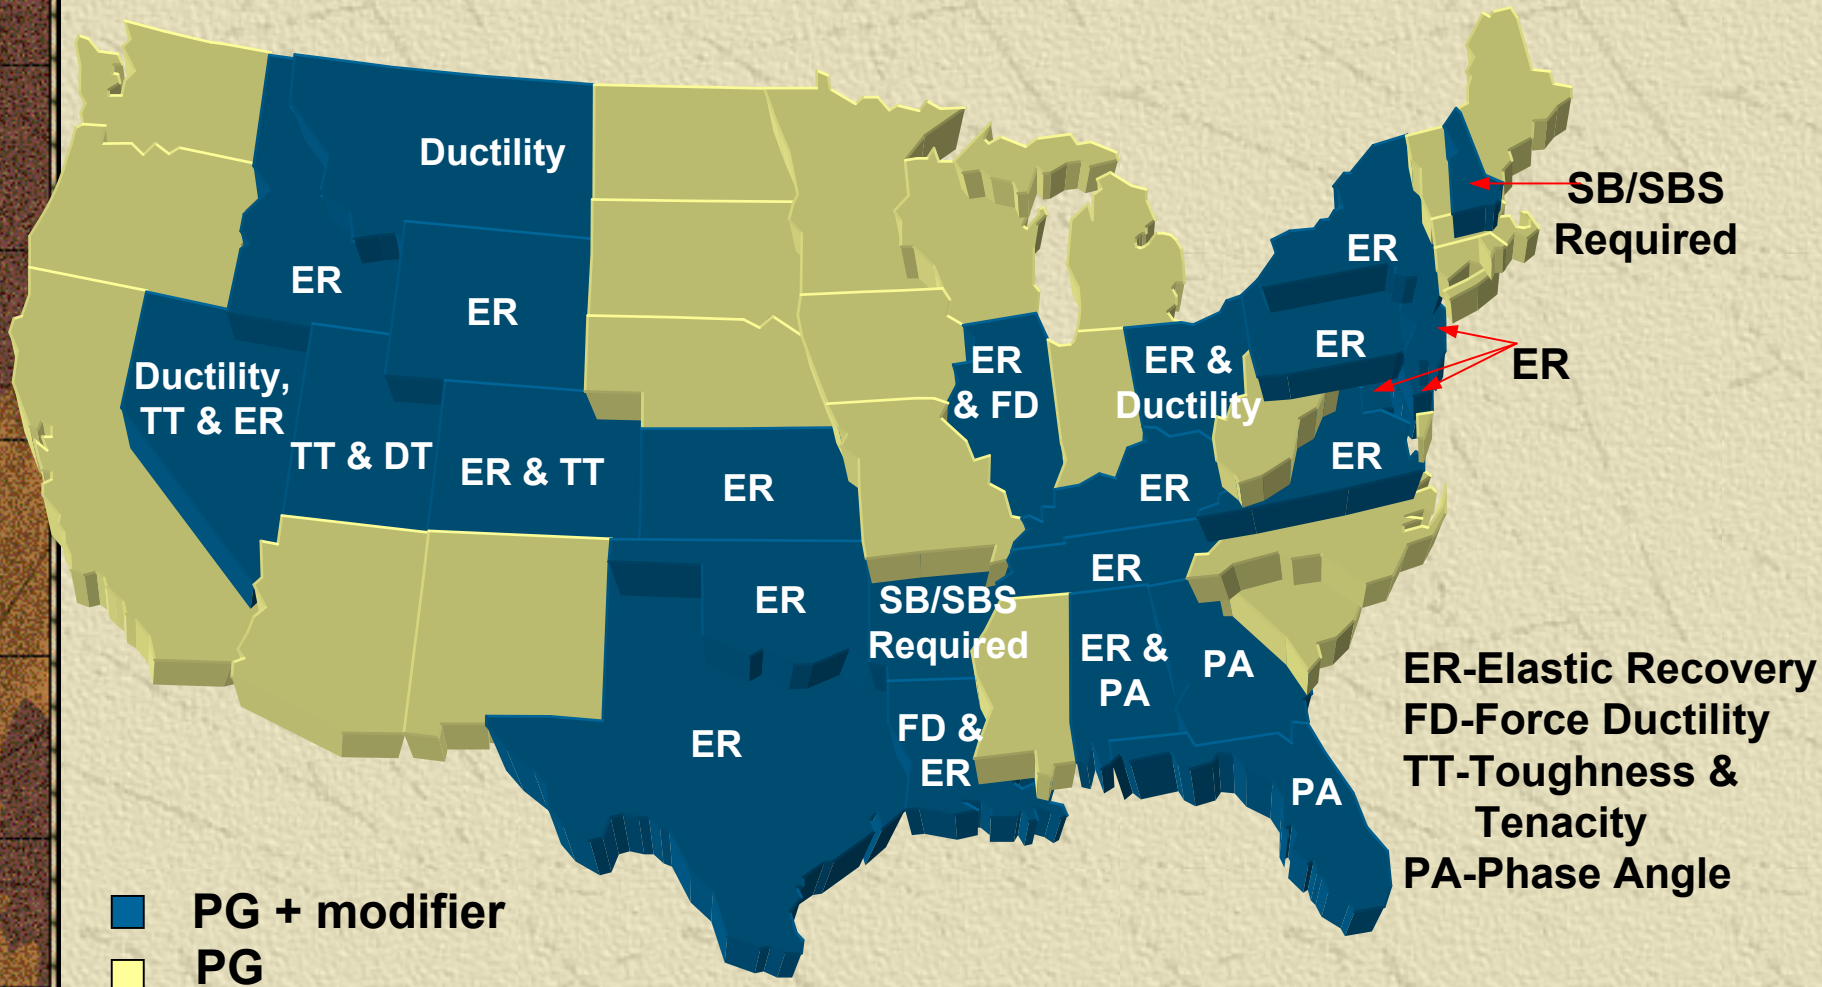 Ductility
SB/SBS
Required
ER
ER
ER
ER
ER
ER
& FD
ER &
Ductility
Ductility,
TT & ER
ER
TT & DT
ER & TT
ER
ER
ER
ER
ER
SB/SBS
Required
ER &
PA
PA
ER
FD &
ER
PA
ER-Elastic Recovery
FD-Force Ductility
TT-Toughness &
Tenacity
PA-Phase Angle
PG + modifier
PG